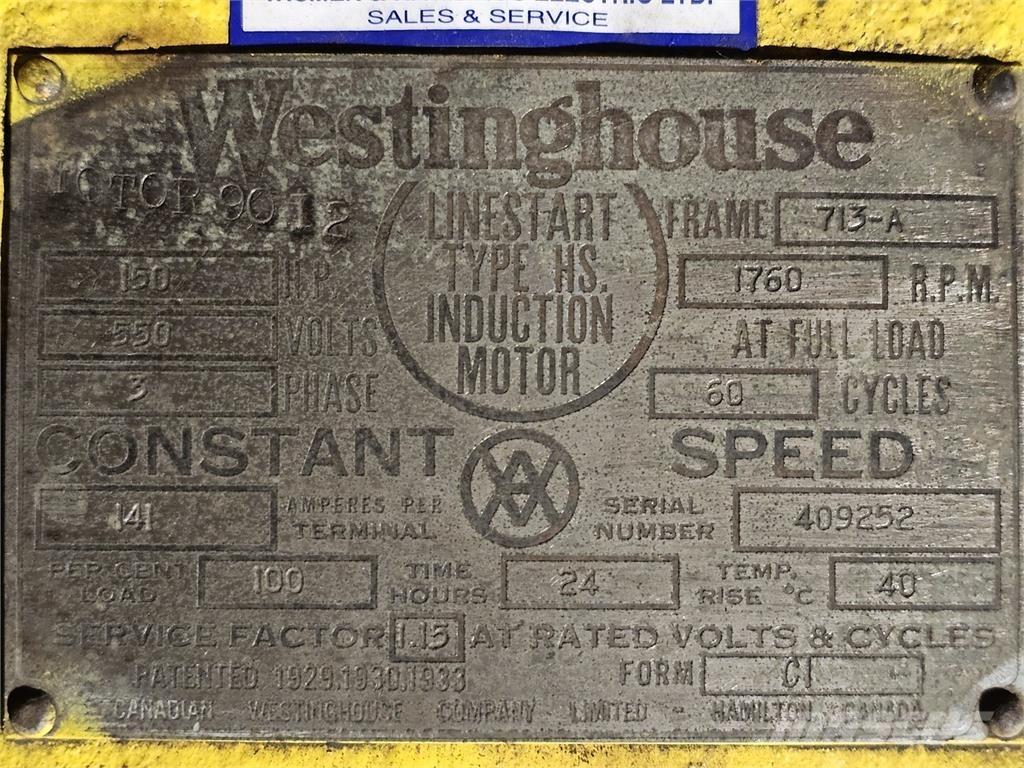 SALES & SERVICE
Westinghouse
MOTOR 9012
LINESTART
TYPE HS.
INDUCTION
MOTOR
FRAME 713-A
150 H.P.
1760 R.P.M.
550 VOLTS
AT FULL LOAD
3 PHASE
60 CYCLES
CONSTANT SPEED
W A
141 AMPERES PER TERMINAL
SERIAL NUMBER 409252
PER CENT LOAD 100
TIME HOURS 24
TEMP. RISE °C 40
SERVICE FACTOR 1.15 AT RATED VOLTS & CYCLES
PATENTED 1929,1930,1933
FORM CI
CANADIAN WESTINGHOUSE COMPANY LIMITED - HAMILTON, CANADA